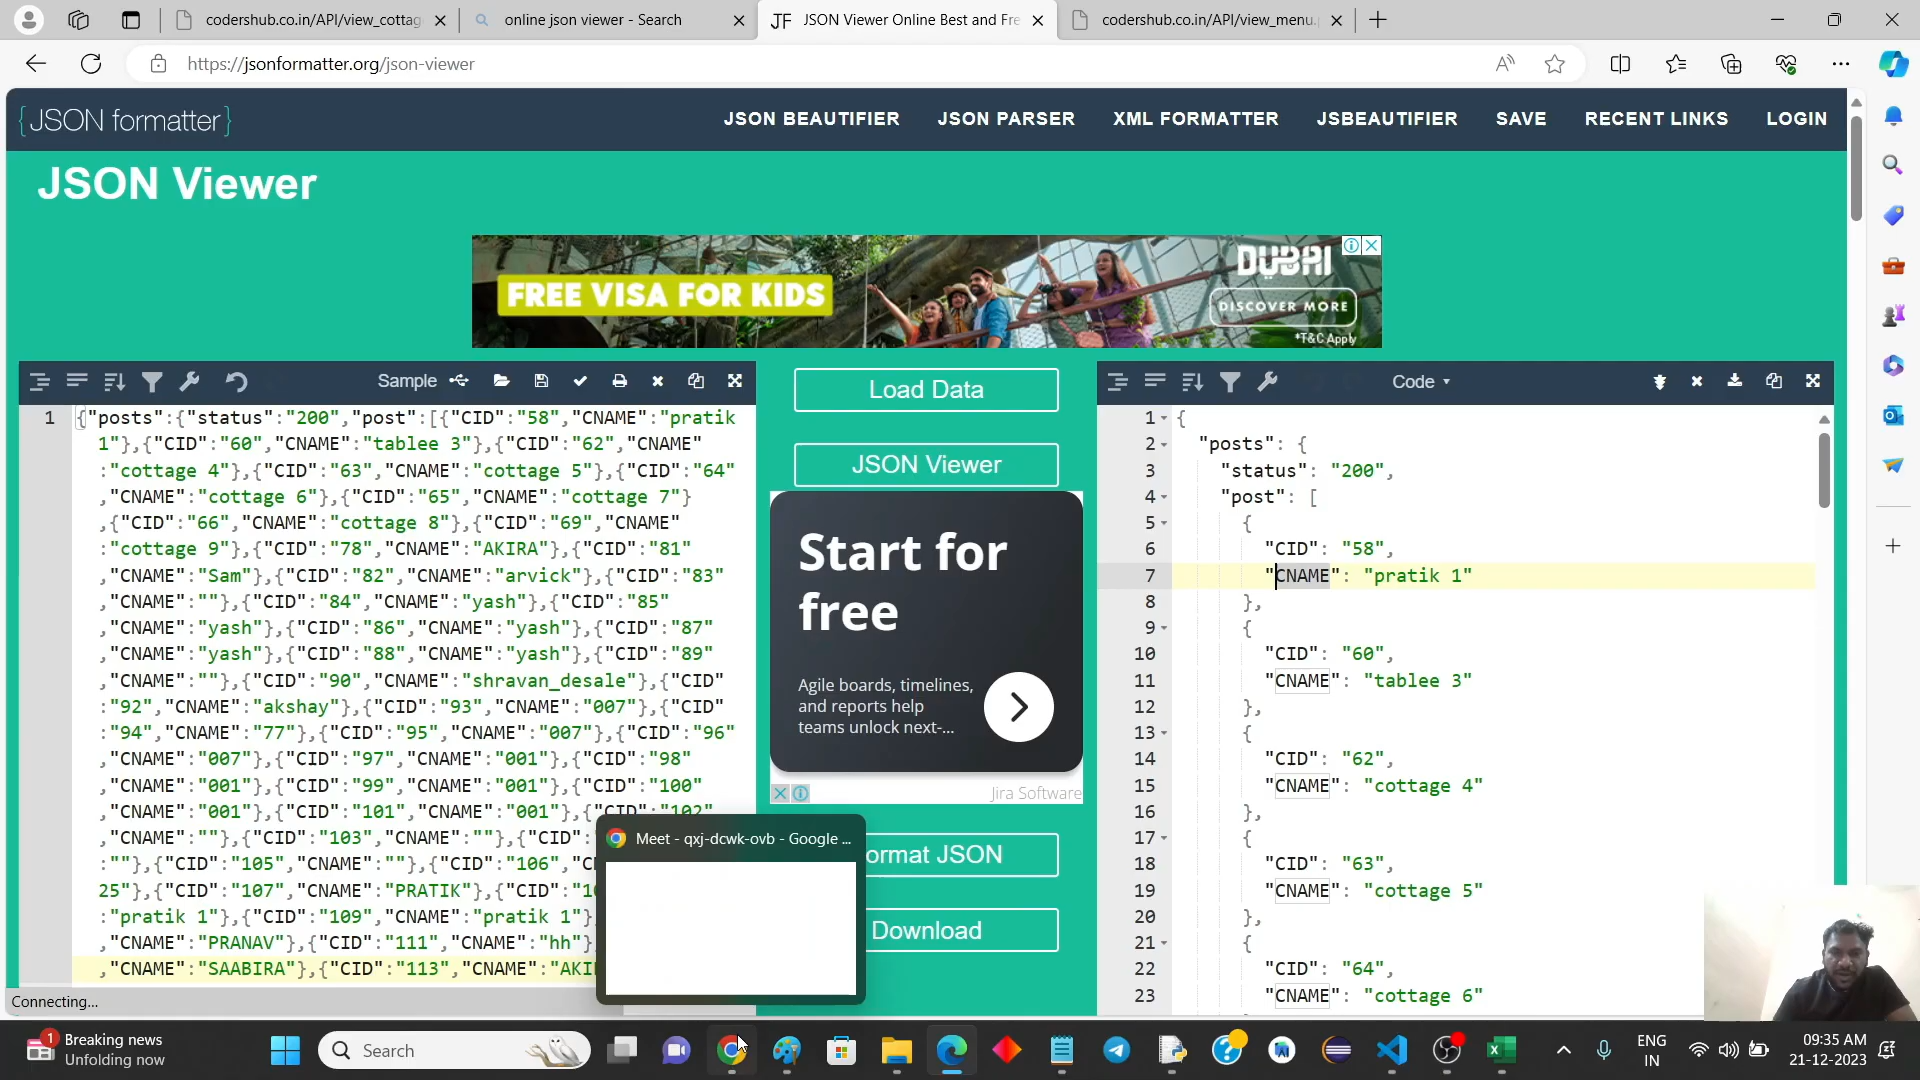 codershub.co.in/API/view_cottag
online json viewer - Search
JSON Viewer Online Best and Fre
codershub.co.in/API/view_menu.p
https://jsonformatter.org/json-viewer
{JSON formatter}
JSON BEAUTIFIER
JSON PARSER
XML FORMATTER
JSBEAUTIFIER
SAVE
RECENT LINKS
LOGIN
JSON Viewer
FREE VISA FOR KIDS
DUBAI
DISCOVER MORE
*T&C Apply
Sample
Load Data
Code
1 {"posts":{"status":"200","post":[{"CID":"58","CNAME":"pratik
1"},{"CID":"60","CNAME":"tablee 3"},{"CID":"62","CNAME"
:"cottage 4"},{"CID":"63","CNAME":"cottage 5"},{"CID":"64"
,"CNAME":"cottage 6"},{"CID":"65","CNAME":"cottage 7"}
,{"CID":"66","CNAME":"cottage 8"},{"CID":"69","CNAME"
:"cottage 9"},{"CID":"78","CNAME":"AKIRA"},{"CID":"81"
,"CNAME":"Sam"},{"CID":"82","CNAME":"arvick"},{"CID":"83"
,"CNAME":""},{"CID":"84","CNAME":"yash"},{"CID":"85"
,"CNAME":"yash"},{"CID":"86","CNAME":"yash"},{"CID":"87"
,"CNAME":"yash"},{"CID":"88","CNAME":"yash"},{"CID":"89"
,"CNAME":""},{"CID":"90","CNAME":"shravan_desale"},{"CID"
:"92","CNAME":"akshay"},{"CID":"93","CNAME":"007"},{"CID"
:"94","CNAME":"77"},{"CID":"95","CNAME":"007"},{"CID":"96"
,"CNAME":"007"},{"CID":"97","CNAME":"001"},{"CID":"98"
,"CNAME":"001"},{"CID":"99","CNAME":"001"},{"CID":"100"
,"CNAME":"001"},{"CID":"101","CNAME":"001"},{"CID":"102"
,"CNAME":""},{"CID":"103","CNAME":""},{"CID":
:""},{"CID":"105","CNAME":""},{"CID":"106","CN
25"},{"CID":"107","CNAME":"PRATIK"},{"CID":"10
:"pratik 1"},{"CID":"109","CNAME":"pratik 1"}
,"CNAME":"PRANAV"},{"CID":"111","CNAME":"hh"}
,"CNAME":"SAABIRA"},{"CID":"113","CNAME":"AKI
JSON Viewer
Start for
free
Agile boards, timelines,
and reports help
teams unlock next-...
Jira Software
Meet - qxj-dcwk-ovb - Google ...
ormat JSON
Download
1 {
2 "posts": {
3 "status": "200",
4 "post": [
5 {
6 "CID": "58",
7 "CNAME": "pratik 1"
8 },
9 {
10 "CID": "60",
11 "CNAME": "tablee 3"
12 },
13 {
14 "CID": "62",
15 "CNAME": "cottage 4"
16 },
17 {
18 "CID": "63",
19 "CNAME": "cottage 5"
20 },
21 {
22 "CID": "64",
23 "CNAME": "cottage 6"
Connecting...
1
Breaking news
Unfolding now
Search
ENG
IN
09:35 AM
21-12-2023